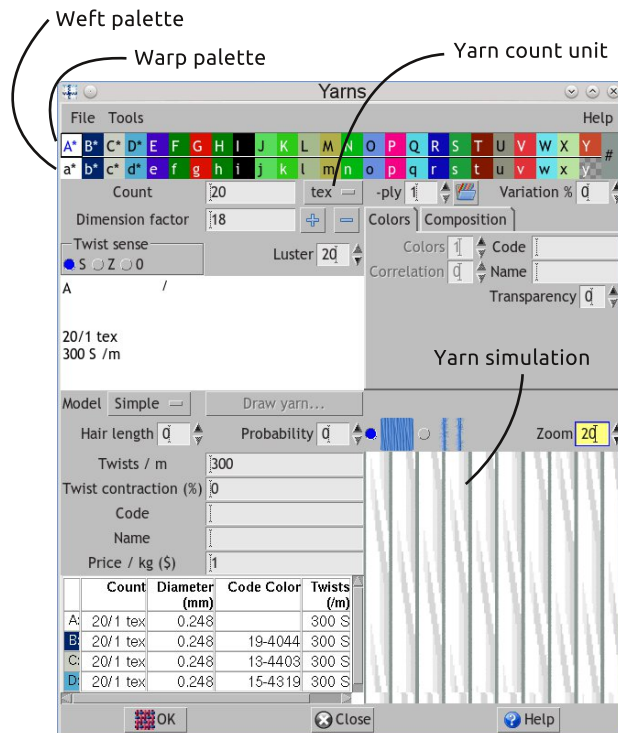 Weft palette
Warp palette
Yarn count unit
Yarns
File Tools Help
A* B* C* D* E F G H I J K L M N O P Q R S T U V W X Y #
a* b* c* d* e f g h i j k l m n o p q r s t u v w x y
Count 20 tex -ply 1 Variation % 0
Dimension factor 18 + − Colors Composition
Twist sense
S Z 0 Luster 20
Colors 1 Code
Correlation 0 Name
Transparency 0
A /
20/1 tex
300 S /m
Yarn simulation
Model Simple Draw yarn...
Hair length 0 Probability 0 Zoom 20
Twists / m 300
Twist contraction (%) 0
Code
Name
Price / kg ($) 1
Count Diameter (mm) Code Color Twists (/m)
A: 20/1 tex 0.248 300 S
B: 20/1 tex 0.248 19-4044 300 S
C: 20/1 tex 0.248 13-4403 300 S
D: 20/1 tex 0.248 15-4319 300 S
OK Close Help